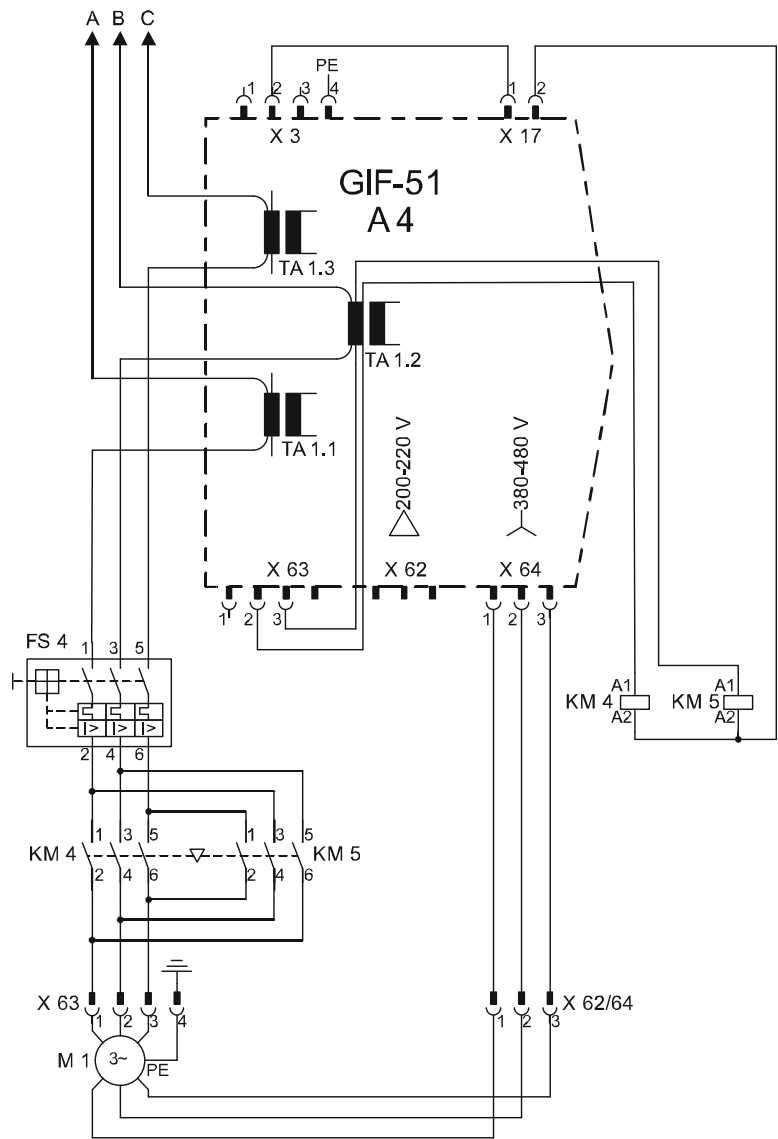 A B C
PE
1 2 3 4 1 2
X 3 X 17
GIF-51
A 4
TA 1.3
TA 1.2
TA 1.1
200-220 V
380-480 V
X 63 X 62 X 64
1 2 3 1 2 3
FS 4
1 3 5
I> I> I>
2 4 6
A1 A1
KM 4 KM 5
A2 A2
1 3 5 1 3 5
KM 4 KM 5
2 4 6 2 4 6
X 63 X 62/64
1 2 3 4 1 2 3
M 1 3~ PE